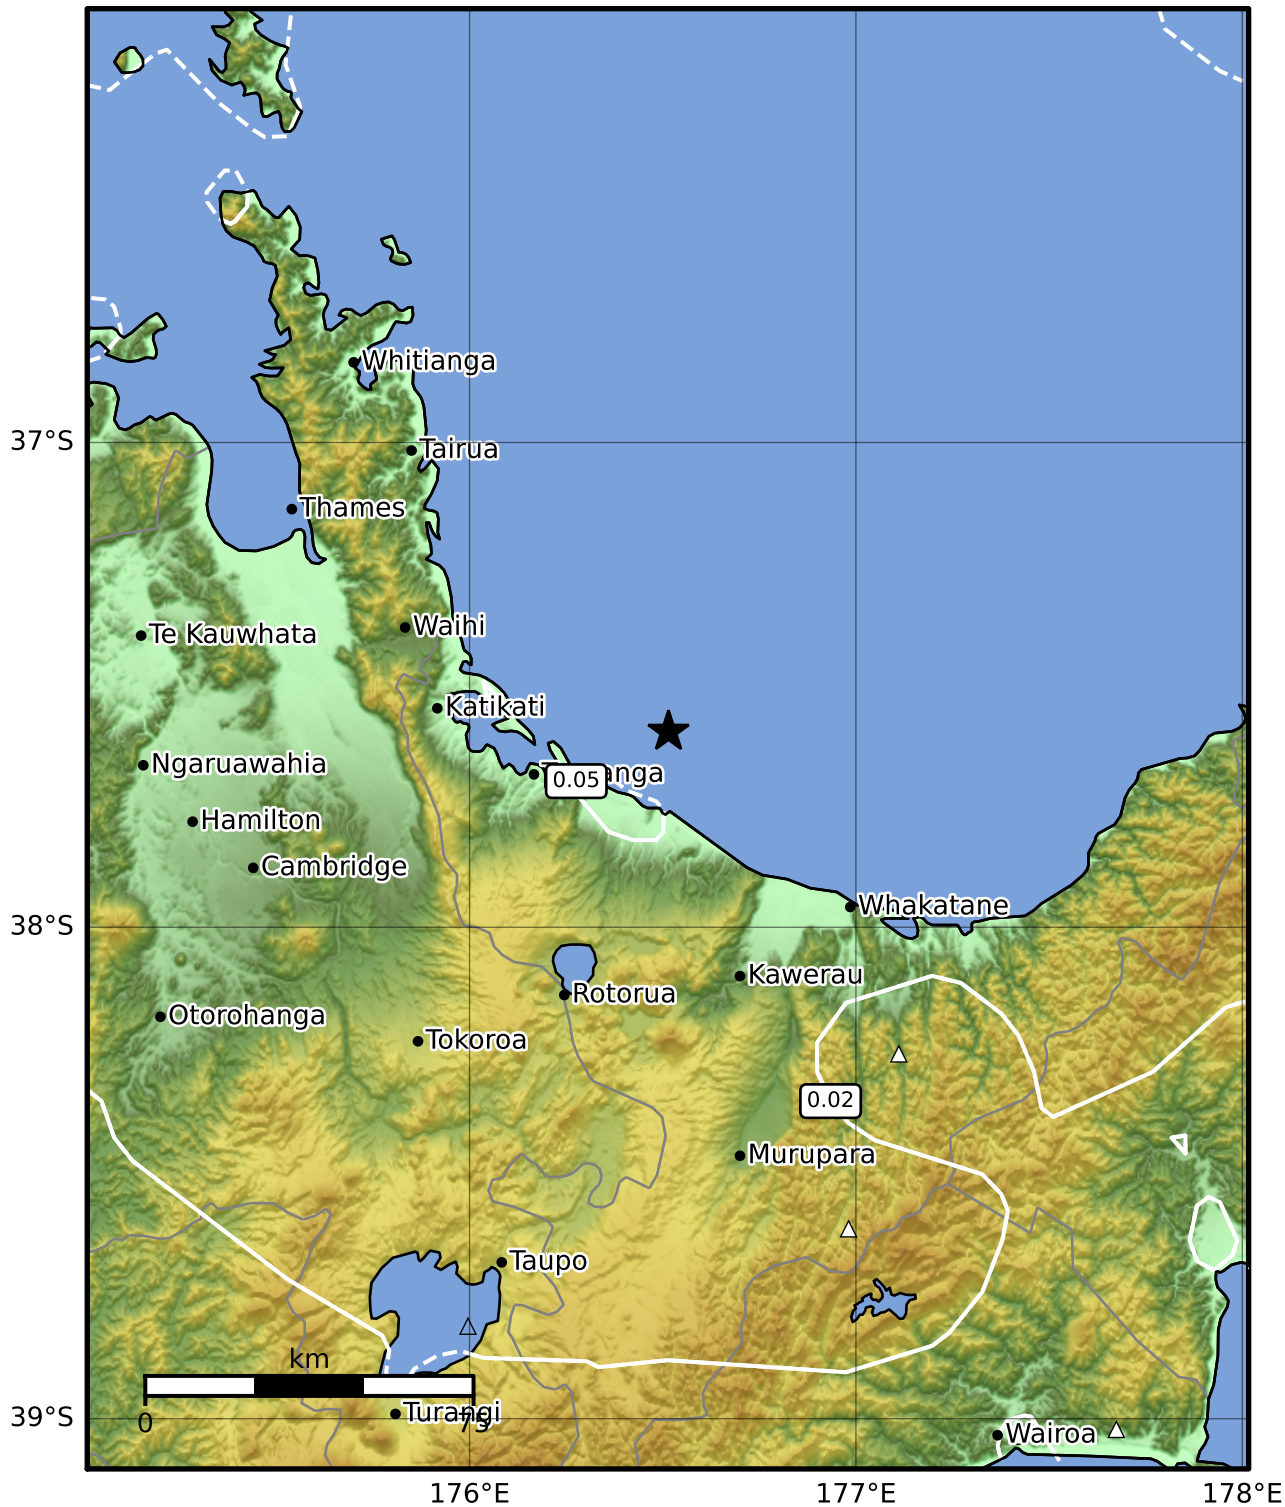 Whitianga
37°S
Tairua
Thames
Waihi
Te Kauwhata
Katikati
Ngaruawahia
0.05
Hamilton
Cambridge
Whakatane
38°S
Kawerau
Rotorua
Otorohanga
Tokoroa
0.02
Murupara
Taupo
km
Turangi
0
75
39°S
Wairoa
176°E
177°E
178°E